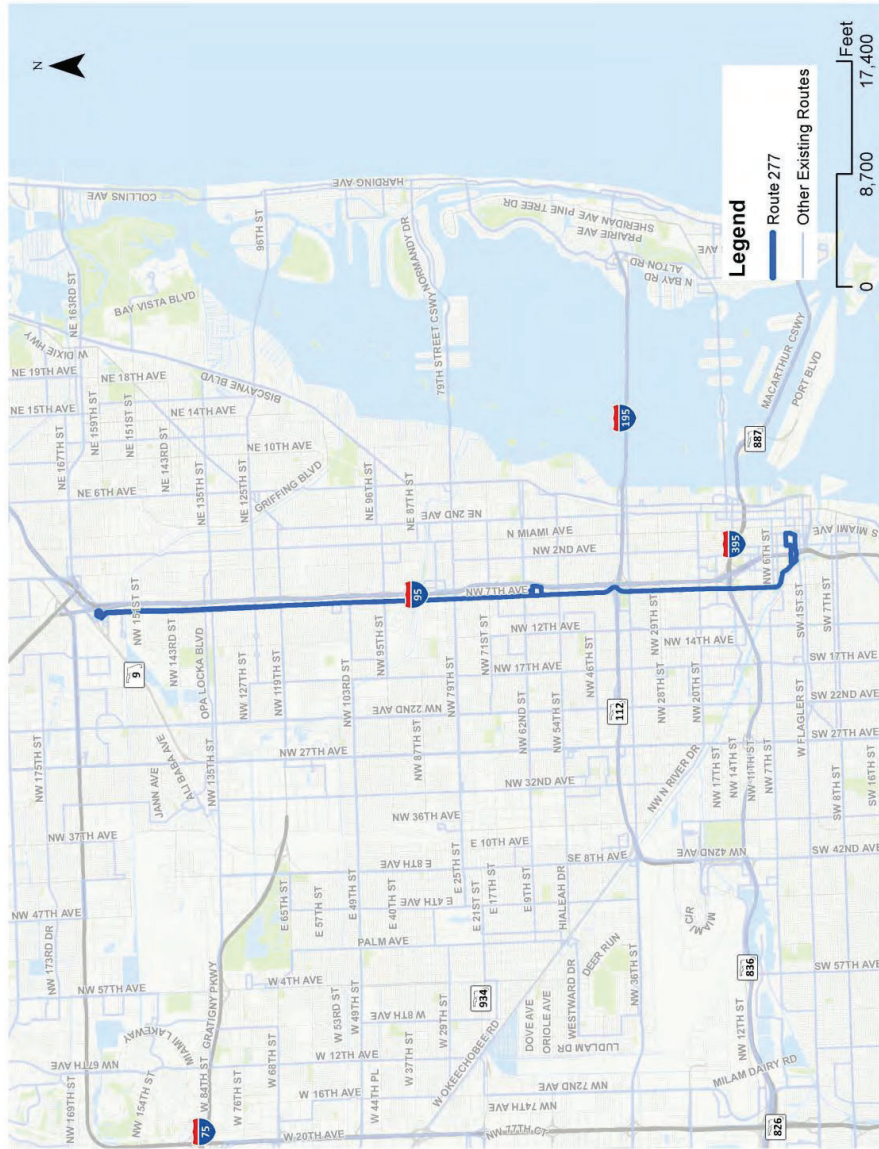 N
COLLINS AVE
NE 163RD ST
W DIXIE HWY
NE 19TH AVE
NE 167TH ST
NE 159TH ST
NE 18TH AVE
BAY VISTA BLVD
NE 15TH AVE
NE 151ST ST
NE 14TH AVE
NE 143RD ST
NE 10TH AVE
NE 135TH ST
NE 6TH AVE
NE 125TH ST
GRIFFING BLVD
BISCAYNE BLVD
96TH ST
HARDING AVE
NW 169TH ST
NW 173RD DR
NW 175TH ST
NW 47TH AVE
NW 37TH AVE
NW 57TH AVE
NW 67TH AVE
NW 154TH ST
MIAMI LAKEWAY
JANN AVE
ALI BABA AVE
9
NW 151ST ST
NW 143RD ST
OPA LOCKA BLVD
NW 135TH ST
NW 127TH ST
NW 119TH ST
75
W 84TH ST
GRATIGNY PKWY
W 76TH ST
W 68TH ST
E 65TH ST
E 57TH ST
NW 27TH AVE
NW 22ND AVE
NW 103RD ST
NW 95TH ST
NE 96TH ST
NE 87TH ST
95
NE 2ND AVE
79TH STREET CSWY
NORMANDY DR
W 20TH AVE
W 16TH AVE
W 12TH AVE
W 8TH AVE
W 4TH AVE
PALM AVE
E 4TH AVE
E 8TH AVE
E 10TH AVE
W 53RD ST
W 49TH ST
E 49TH ST
W 44TH PL
E 40TH ST
W 37TH ST
W 29TH ST
E 25TH ST
E 21ST ST
E 17TH ST
E 9TH ST
HIALEAH DR
W OKEECHOBEE RD
934
NW 36TH AVE
NW 32ND AVE
NW 87TH ST
NW 79TH ST
NW 71ST ST
NW 62ND ST
NW 54TH ST
NW 46TH ST
NW 17TH AVE
NW 12TH AVE
NW 7TH AVE
NW 2ND AVE
N MIAMI AVE
195
PINE TREE DR
SHERIDAN AVE
PRAIRIE AVE
ALTON RD
N BAY RD
NW 77TH CT
NW 74TH AVE
NW 72ND AVE
DOVE AVE
ORIOLE AVE
WESTWARD DR
LUDLAM DR
DEER RUN
NW 36TH ST
SE 8TH AVE
112
NW N RIVER DR
NW 29TH ST
NW 28TH ST
NW 20TH ST
NW 14TH AVE
NW 17TH ST
NW 14TH ST
NW 11TH ST
NW 7TH ST
NW 6TH ST
395
887
MACARTHUR CSWY
PORT BLVD
MIAMI CIR
NW 42ND AVE
836
826
NW 12TH ST
MILAM DAIRY RD
SW 57TH AVE
SW 42ND AVE
SW 27TH AVE
SW 22ND AVE
SW 17TH AVE
W FLAGLER ST
SW 1ST ST
SW 7TH ST
SW 8TH ST
SW 16TH ST
S MIAMI AVE
Legend
Route 277
Other Existing Routes
0 8,700 17,400
Feet